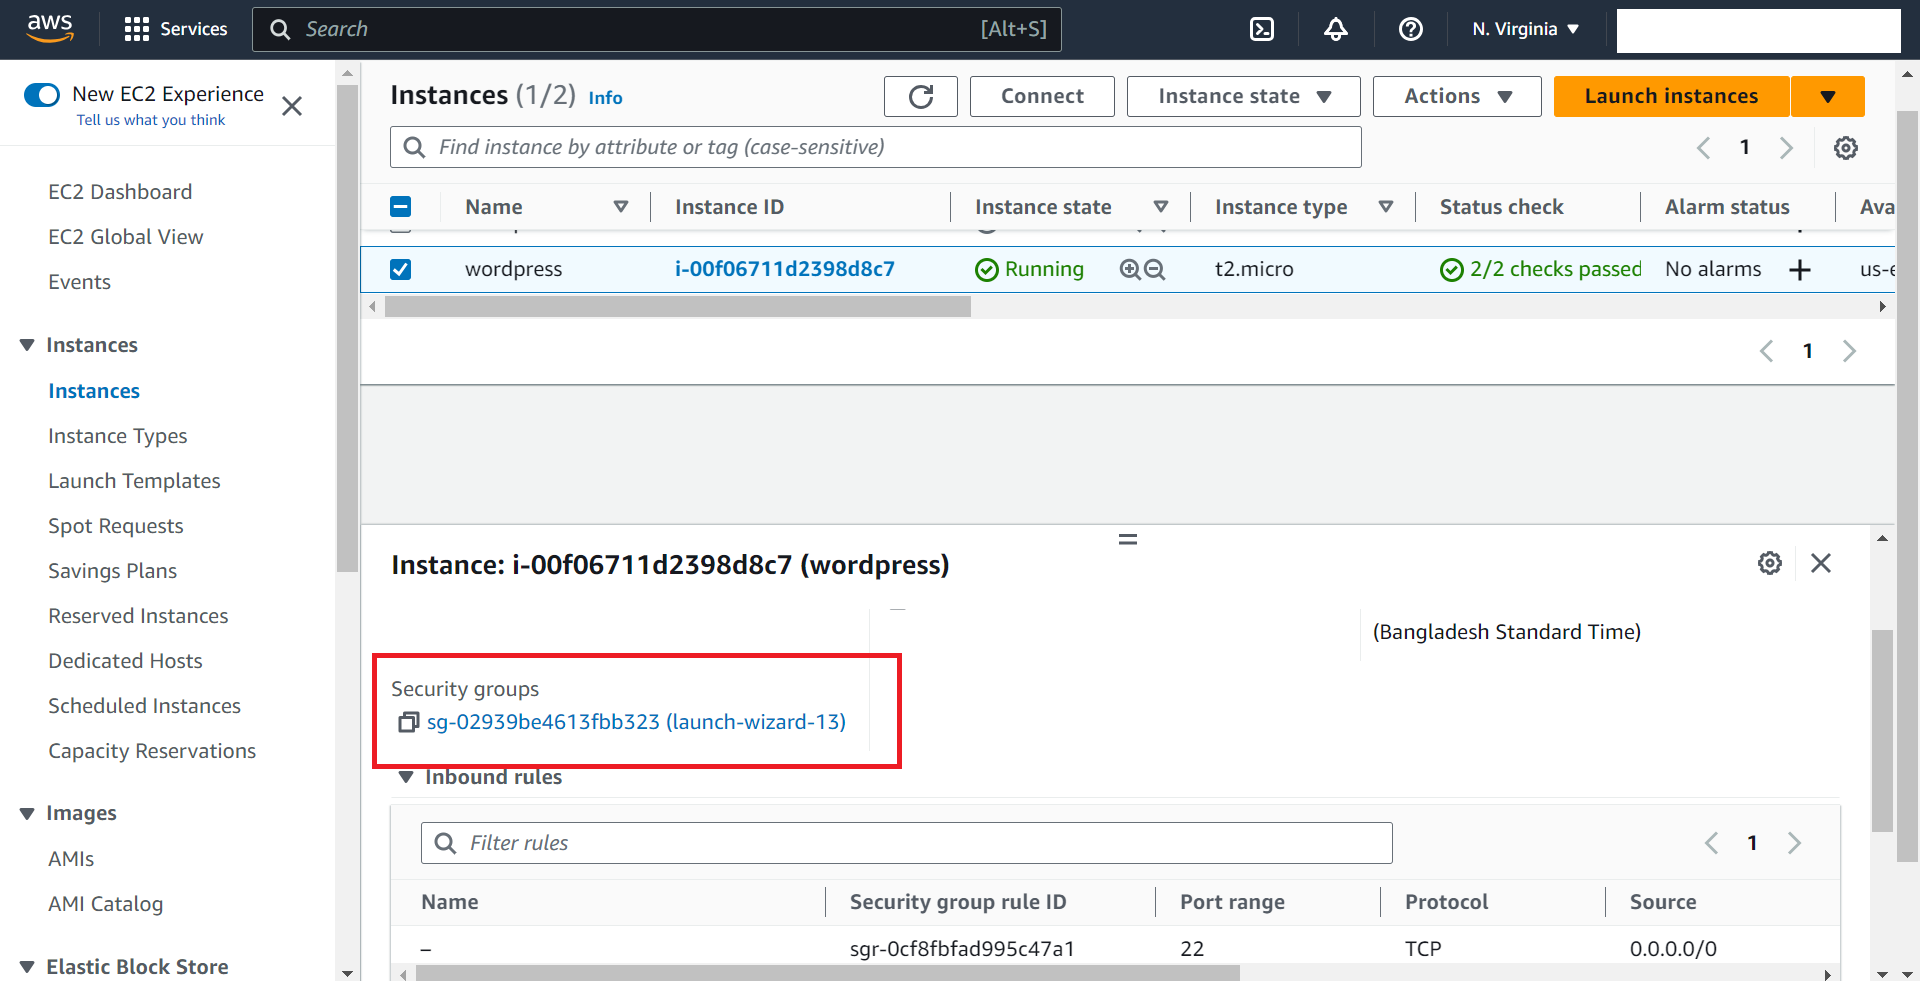 aws
Services
Search
[Alt+S]
N. Virginia
New EC2 Experience
Tell us what you think
EC2 Dashboard
EC2 Global View
Events
Instances
Instances
Instance Types
Launch Templates
Spot Requests
Savings Plans
Reserved Instances
Dedicated Hosts
Scheduled Instances
Capacity Reservations
Images
AMIs
AMI Catalog
Elastic Block Store
Instances (1/2) Info
Connect
Instance state
Actions
Launch instances
Find instance by attribute or tag (case-sensitive)
1
Name Instance ID Instance state Instance type Status check Alarm status Ava
wordpress i-00f06711d2398d8c7 Running t2.micro 2/2 checks passed No alarms us-e
1
Instance: i-00f06711d2398d8c7 (wordpress)
(Bangladesh Standard Time)
Security groups
sg-02939be4613fbb323 (launch-wizard-13)
Inbound rules
Filter rules
1
Name Security group rule ID Port range Protocol Source
– sgr-0cf8fbfad995c47a1 22 TCP 0.0.0.0/0